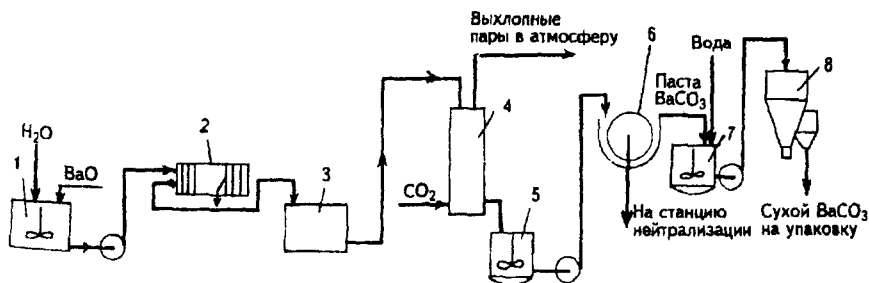 Выхлопные
пары в атмосферу
6
Вода
8
Паста
BaCO₃
H₂O
2
4
1
BaO
7
3
CO₂
5
На станцию
нейтрализации
Сухой BaCO₃
на упаковку